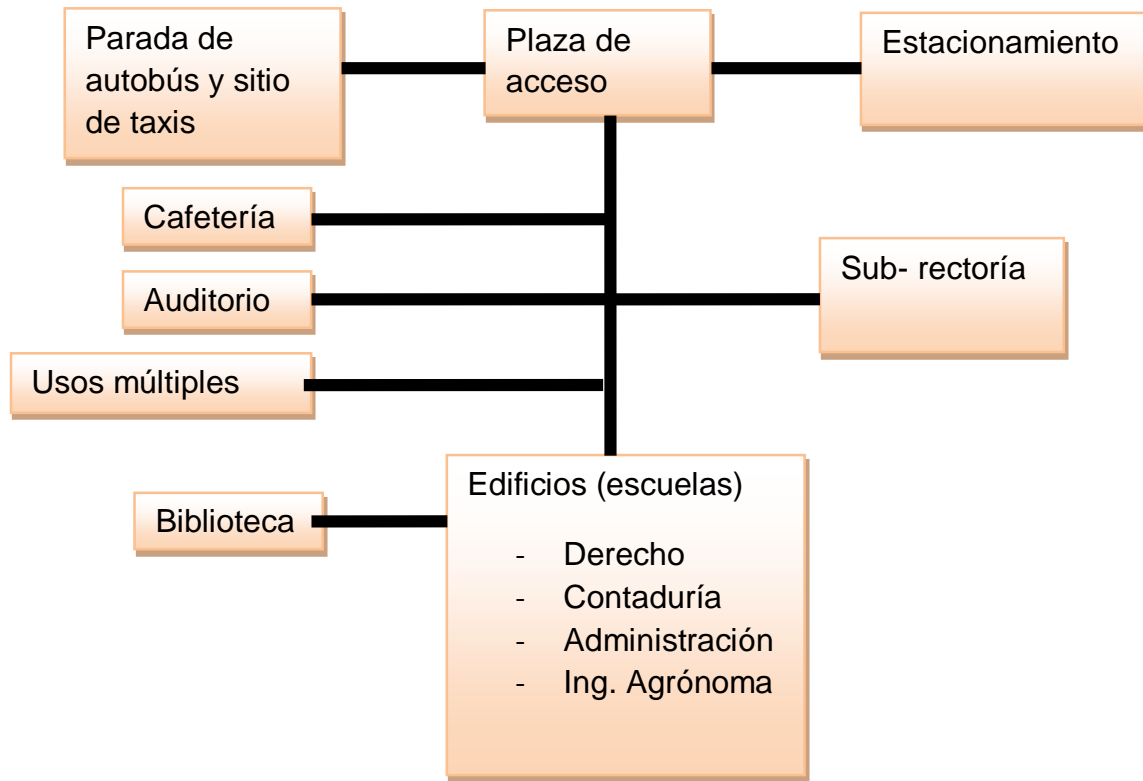 Parada de
autobús y sitio
de taxis
Plaza de
acceso
Estacionamiento
Cafetería
Sub- rectoría
Auditorio
Usos múltiples
Edificios (escuelas)
Biblioteca
- Derecho
- Contaduría
- Administración
- Ing. Agrónoma